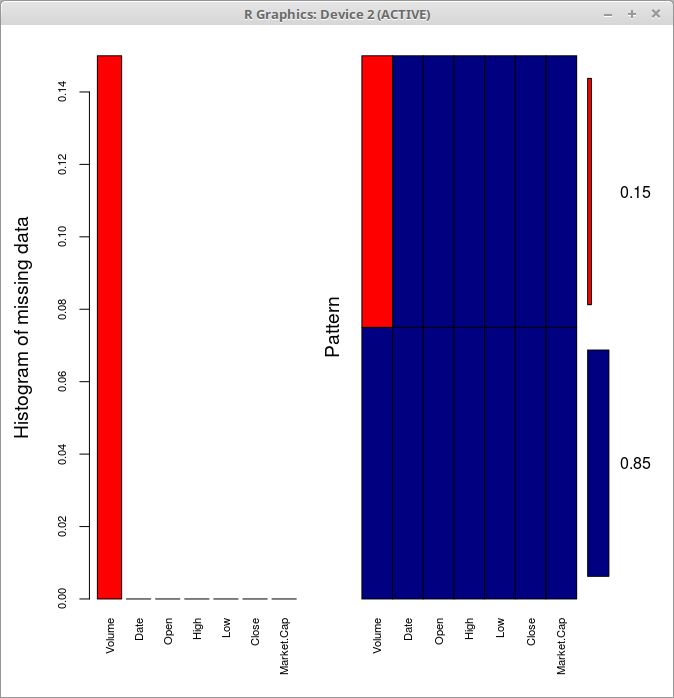 R Graphics: Device 2 (ACTIVE)
Histogram of missing data
0.14
0.12
0.10
0.08
0.06
0.04
0.02
0.00
Volume
Date
Open
High
Low
Close
Market.Cap
Pattern
Volume
Date
Open
High
Low
Close
Market.Cap
0.15
0.85